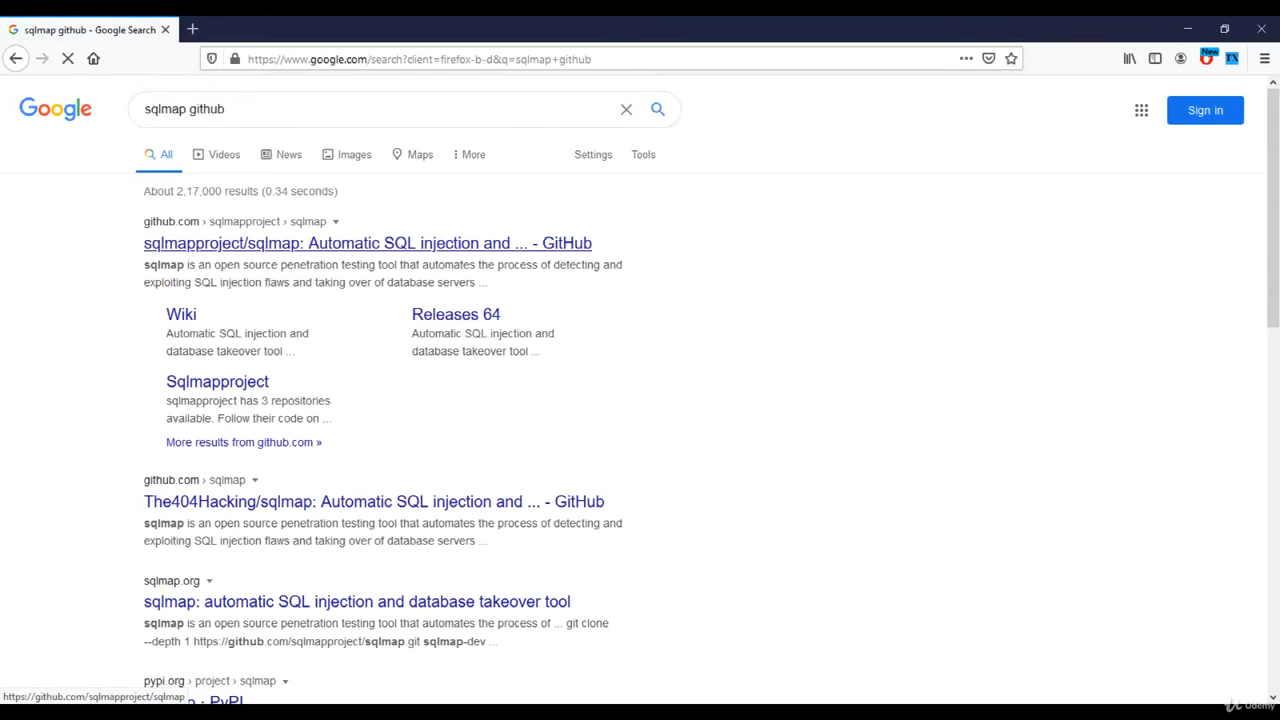 sqlmap github - Google Search
https://www.google.com/search?client=firefox-b-d&q=sqlmap+github
New
TX
Google
sqlmap github
Sign in
All
Videos
News
Images
Maps
More
Settings
Tools
About 2,17,000 results (0.34 seconds)
github.com › sqlmapproject › sqlmap
sqlmapproject/sqlmap: Automatic SQL injection and ... - GitHub
sqlmap is an open source penetration testing tool that automates the process of detecting and
exploiting SQL injection flaws and taking over of database servers ...
Wiki
Automatic SQL injection and
database takeover tool ...
Releases 64
Automatic SQL injection and
database takeover tool ...
Sqlmapproject
sqlmapproject has 3 repositories
available. Follow their code on ...
More results from github.com »
github.com › sqlmap
The404Hacking/sqlmap: Automatic SQL injection and ... - GitHub
sqlmap is an open source penetration testing tool that automates the process of detecting and
exploiting SQL injection flaws and taking over of database servers ...
sqlmap.org
sqlmap: automatic SQL injection and database takeover tool
sqlmap is an open source penetration testing tool that automates the process of ... git clone
--depth 1 https://github.com/sqlmapproject/sqlmap.git sqlmap-dev ...
pypi.org › project › sqlmap
· PyPI
https://github.com/sqlmapproject/sqlmap
Udemy